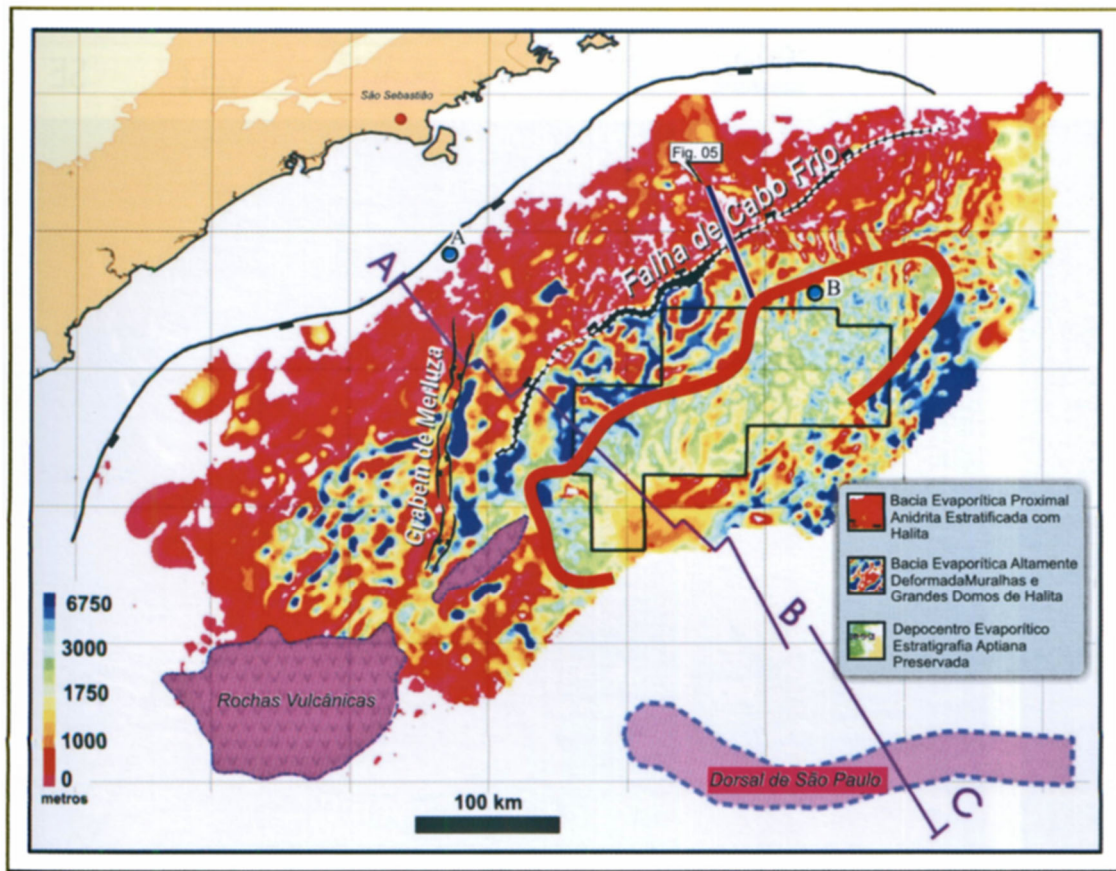 São Sebastião
Fig. 05
Falha de Cabo Frio
A
A
B
Grabem de Merluza
Bacia Evaporítica Proximal
Anidrita Estratificada com
Halita
Bacia Evaporítica Altamente
DeformadaMuralhas e
Grandes Domos de Halita
Depocentro Evaporítico
Estratigrafia Aptiana
Preservada
6750
3000
1750
1000
0
metros
B
Rochas Vulcânicas
Dorsal de São Paulo
C
100 km